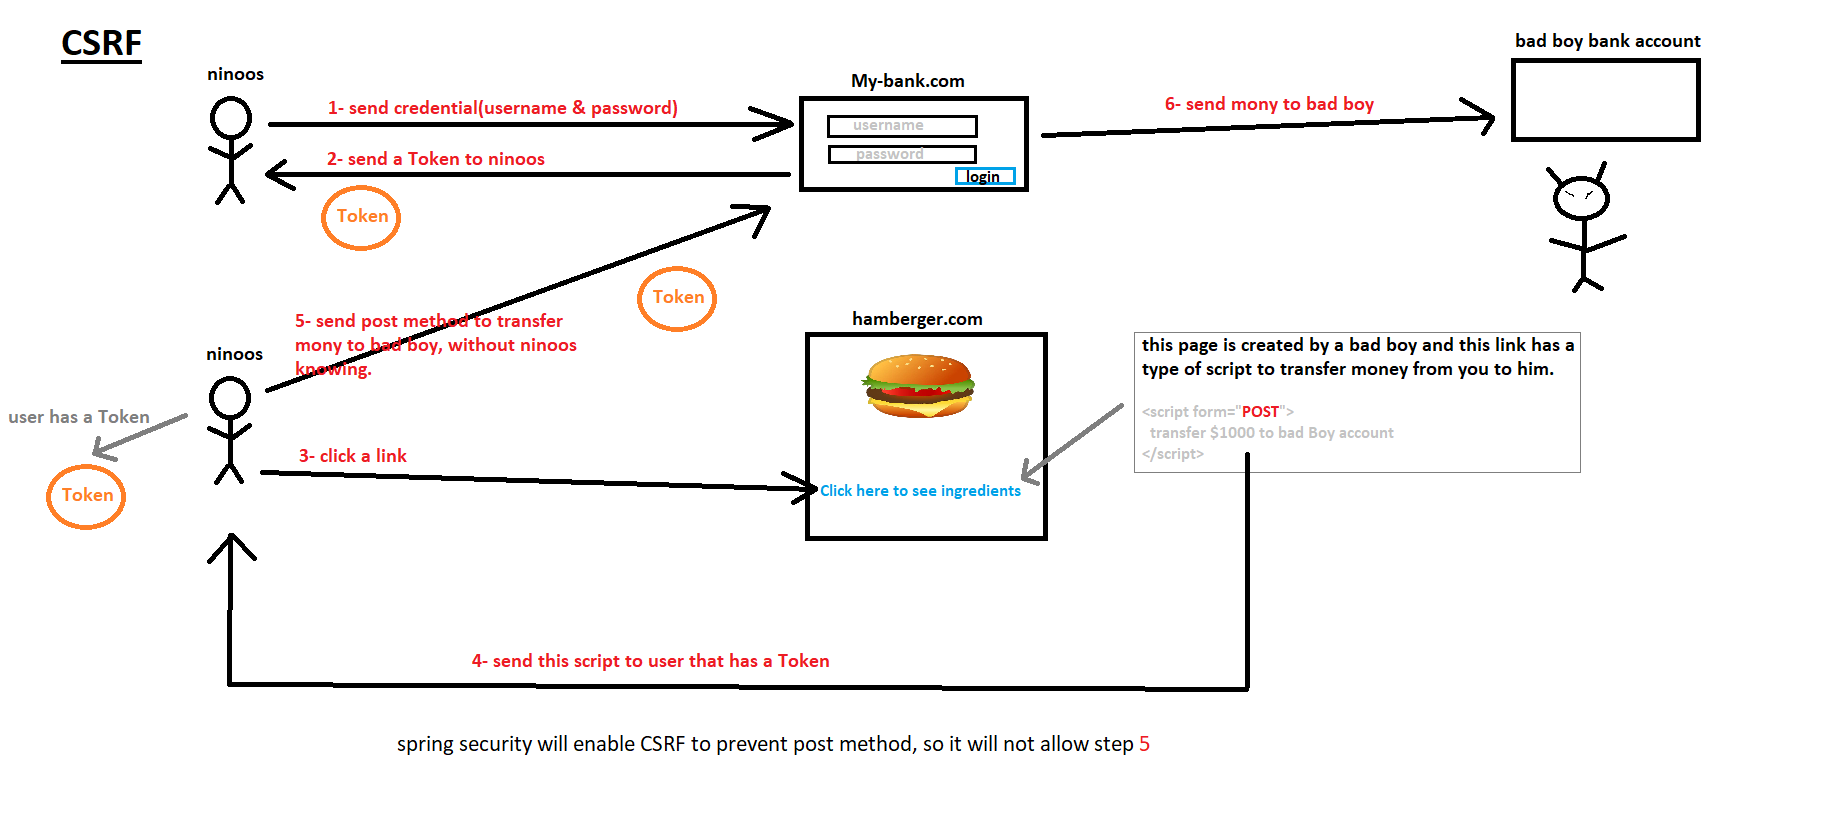 CSRF
ninoos
1- send credential(username & password)
2- send a Token to ninoos
Token
My-bank.com
username
password
login
6- send mony to bad boy
bad boy bank account
Token
5- send post method to transfer
mony to bad boy, without ninoos
knowing.
ninoos
user has a Token
Token
3- click a link
hamberger.com
Click here to see ingredients
this page is created by a bad boy and this link has a
type of script to transfer money from you to him.
<script form="POST">
transfer $1000 to bad Boy account
</script>
4- send this script to user that has a Token
spring security will enable CSRF to prevent post method, so it will not allow step 5